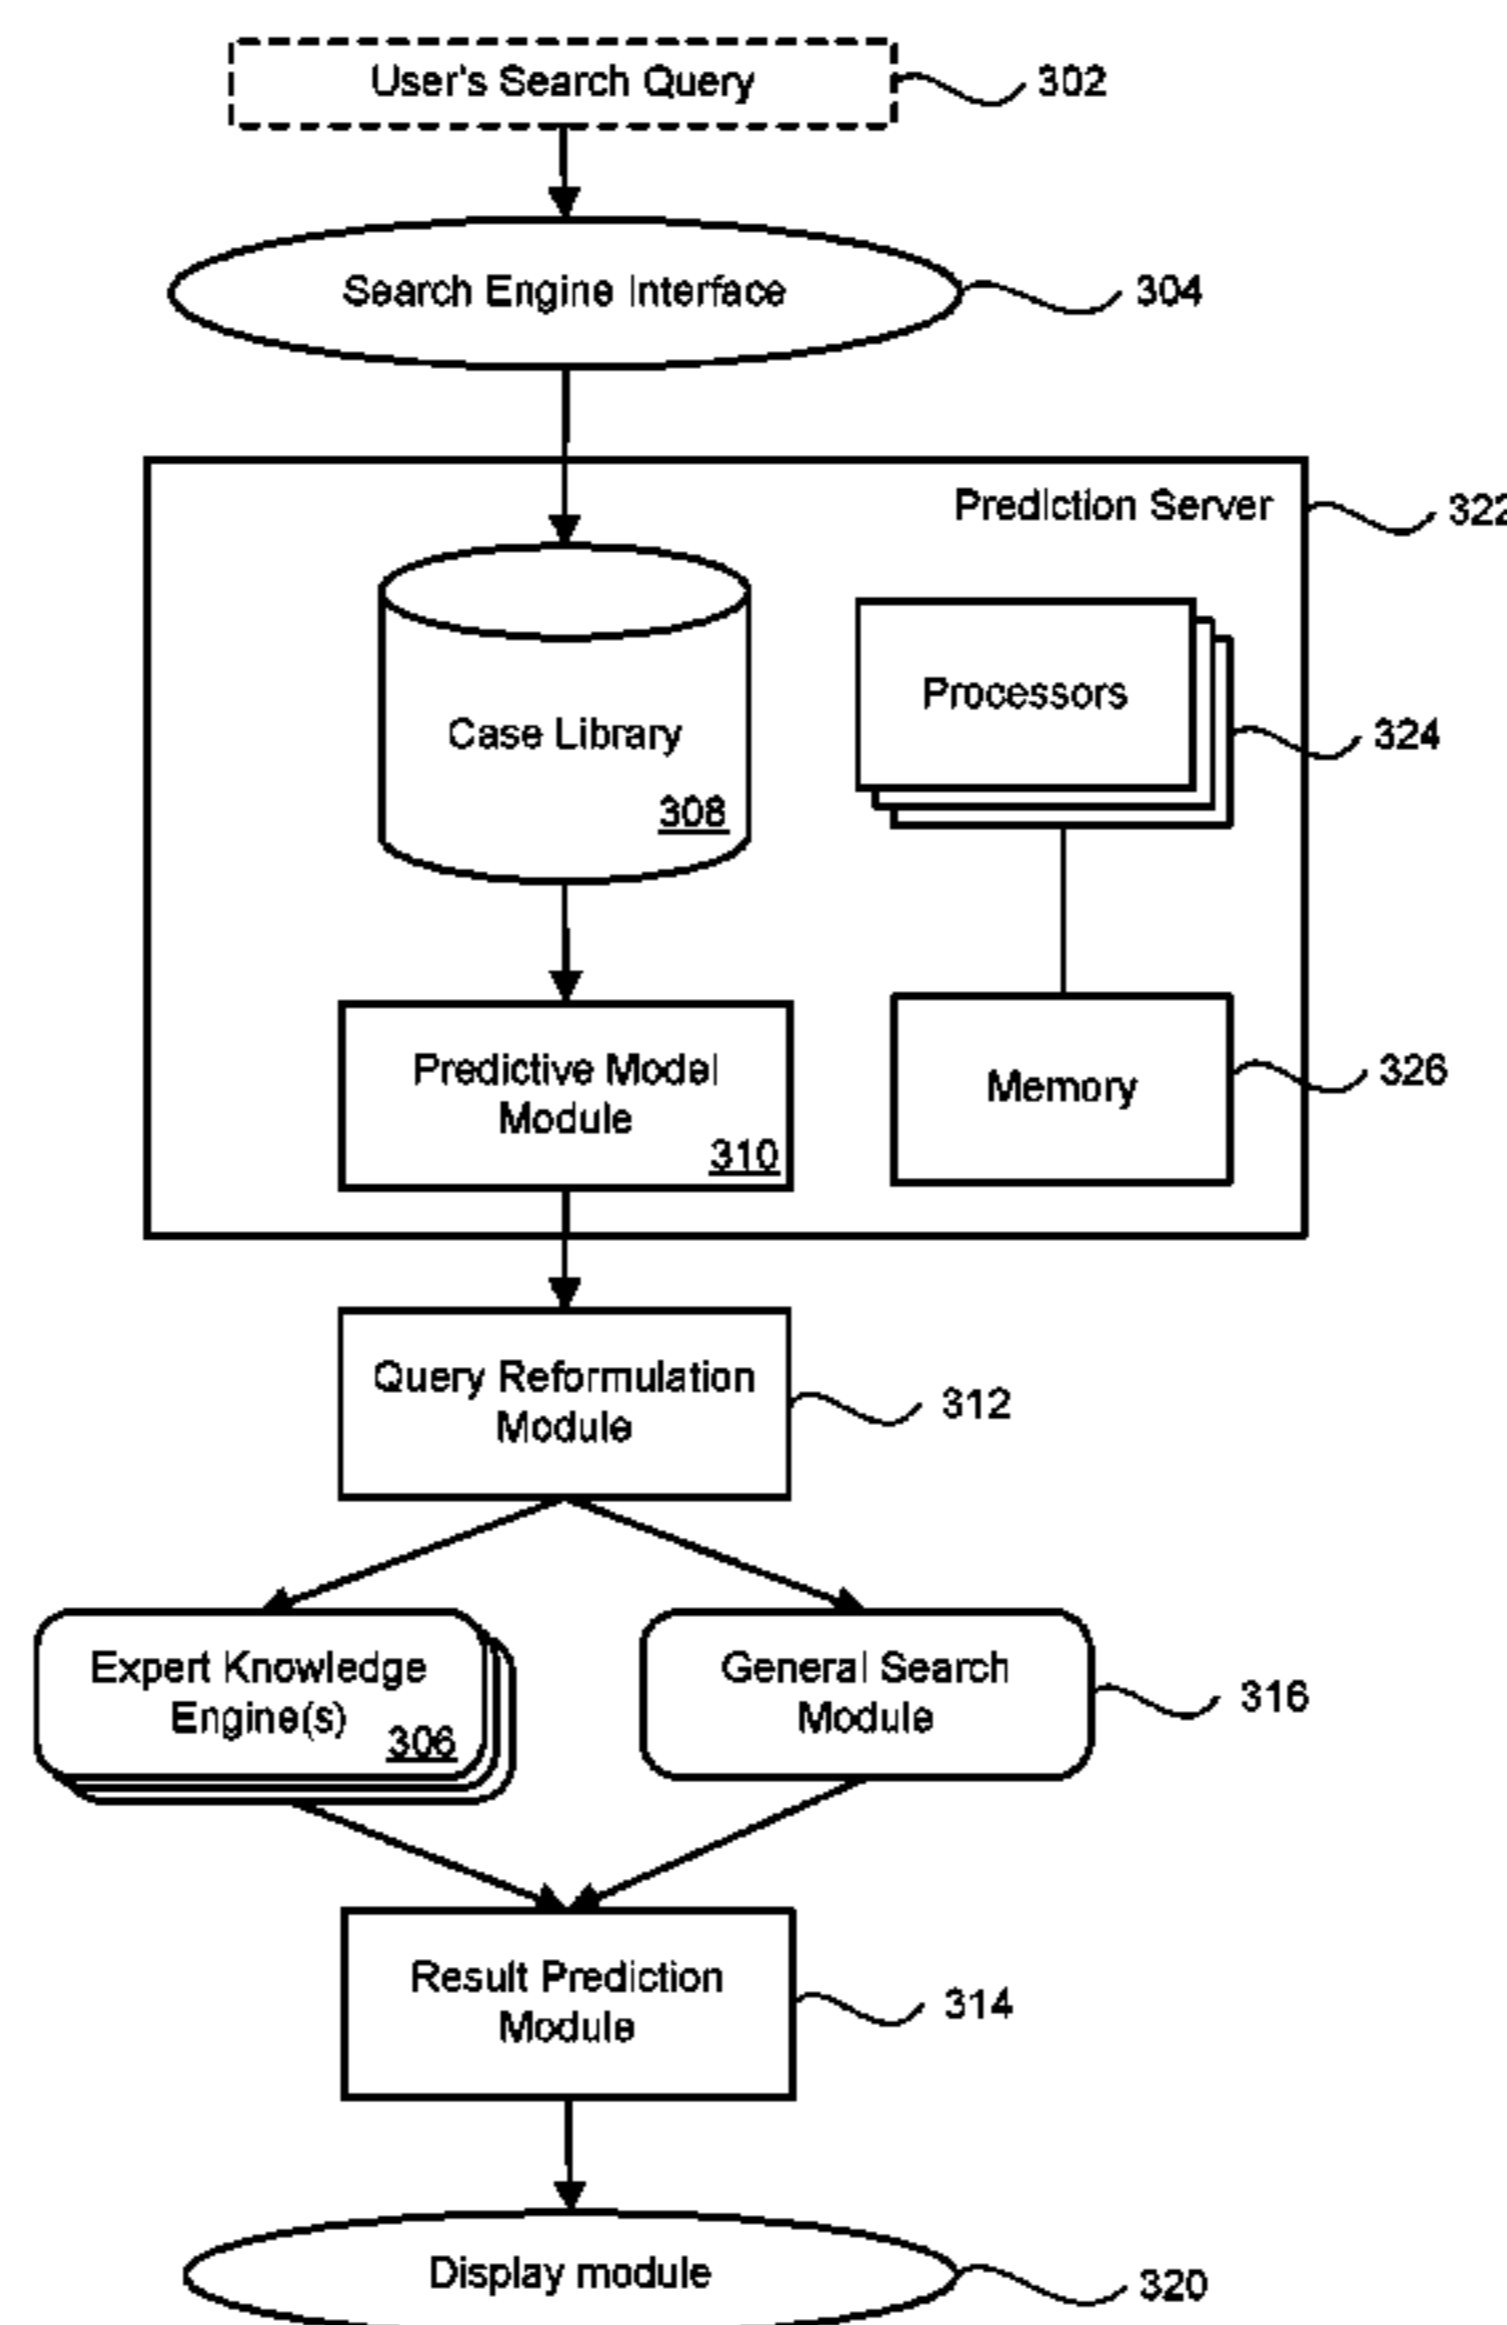 User's Search Query
302
Search Engine Interface
304
Prediction Server
322
Processors
324
Case Library
308
Predictive Model
Module
310
Memory
326
Query Reformulation
Module
312
Expert Knowledge
Engine(s)
306
General Search
Module
316
Result Prediction
Module
314
Display module
320